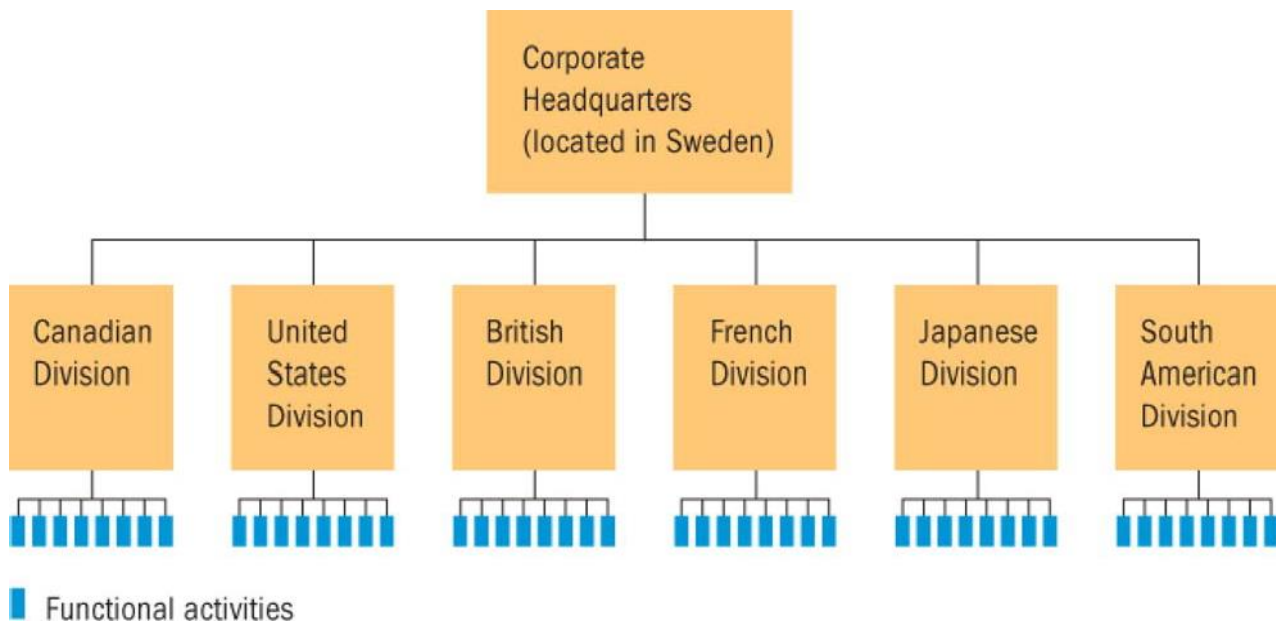 Corporate
Headquarters
(located in Sweden)
Canadian
Division
United
States
Division
British
Division
French
Division
Japanese
Division
South
American
Division
Functional activities